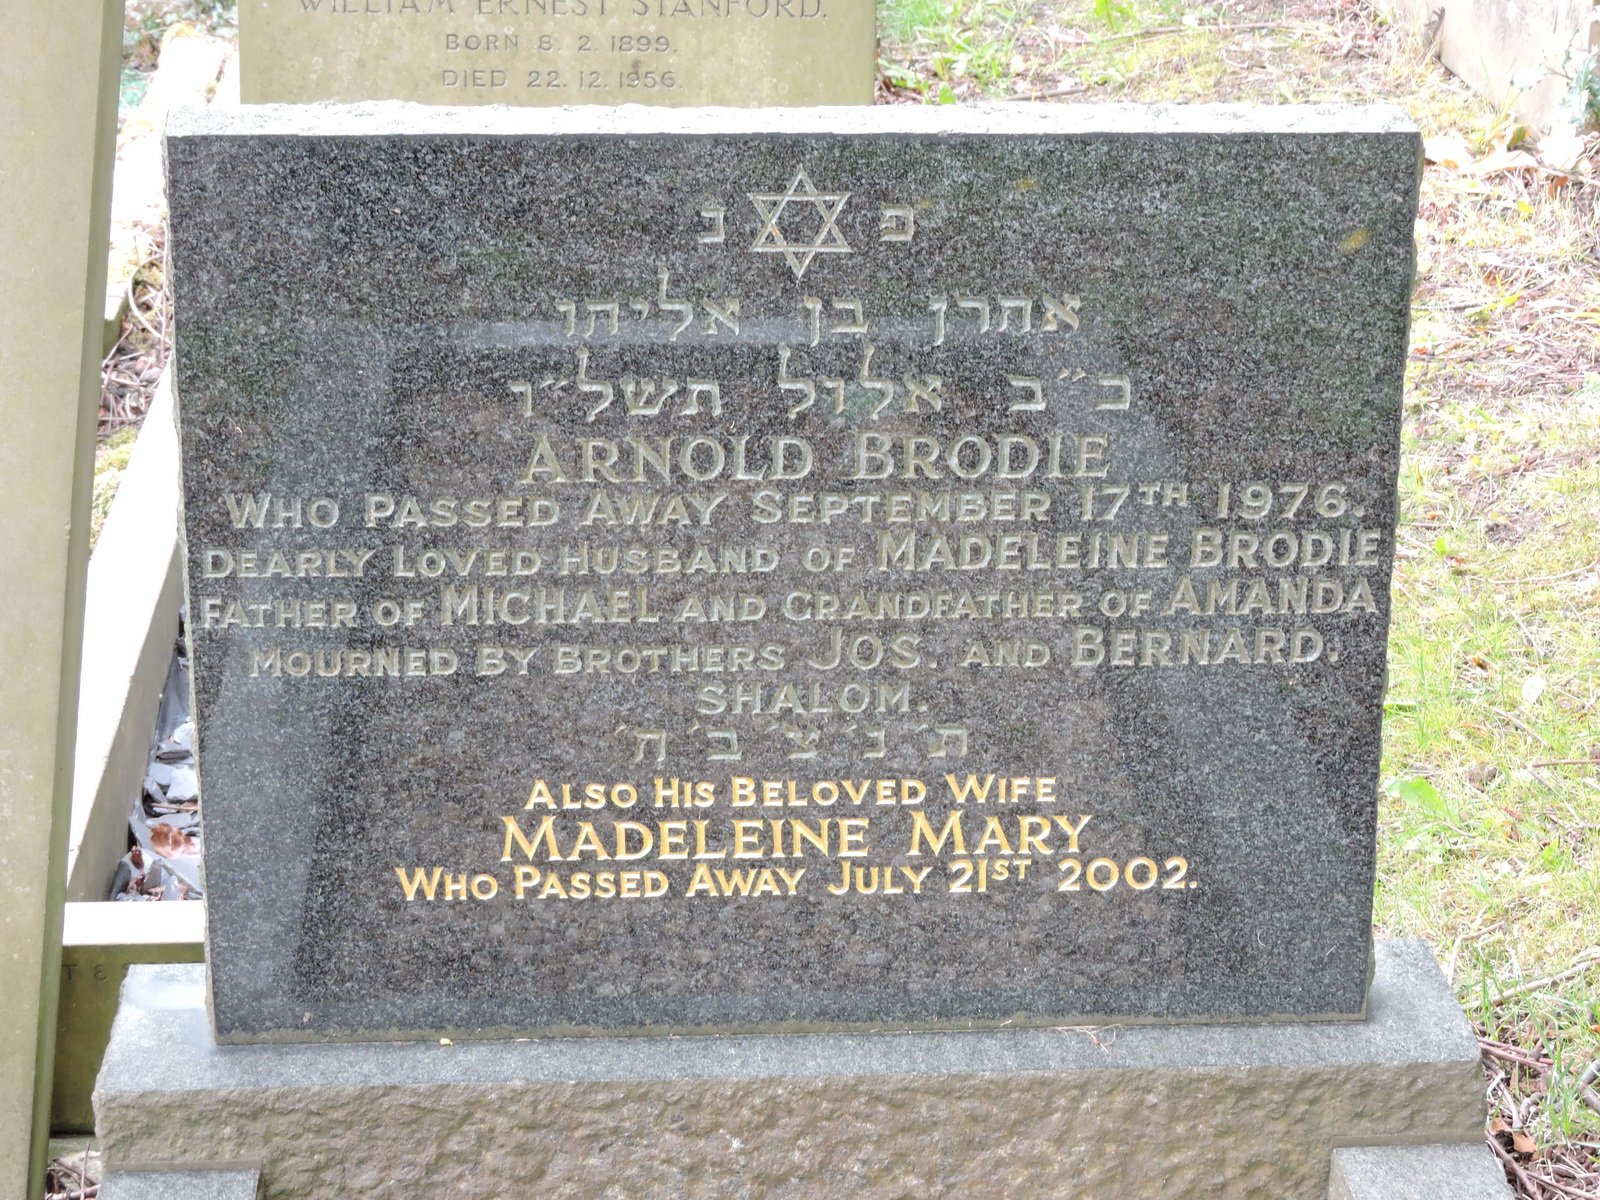 WILLIAM ERNEST STANFORD.
BORN 8. 2. 1899.
DIED 22. 12. 1956.
פ נ
אהרן בן אליהו
כ״ב אלול תשל״ו
ARNOLD BRODIE
WHO PASSED AWAY SEPTEMBER 17TH 1976.
DEARLY LOVED HUSBAND OF MADELEINE BRODIE
FATHER OF MICHAEL AND GRANDFATHER OF AMANDA
MOURNED BY BROTHERS JOS. AND BERNARD.
SHALOM.
ת׳ נ׳ צ׳ ב׳ ה׳
ALSO HIS BELOVED WIFE
MADELEINE MARY
WHO PASSED AWAY JULY 21ST 2002.